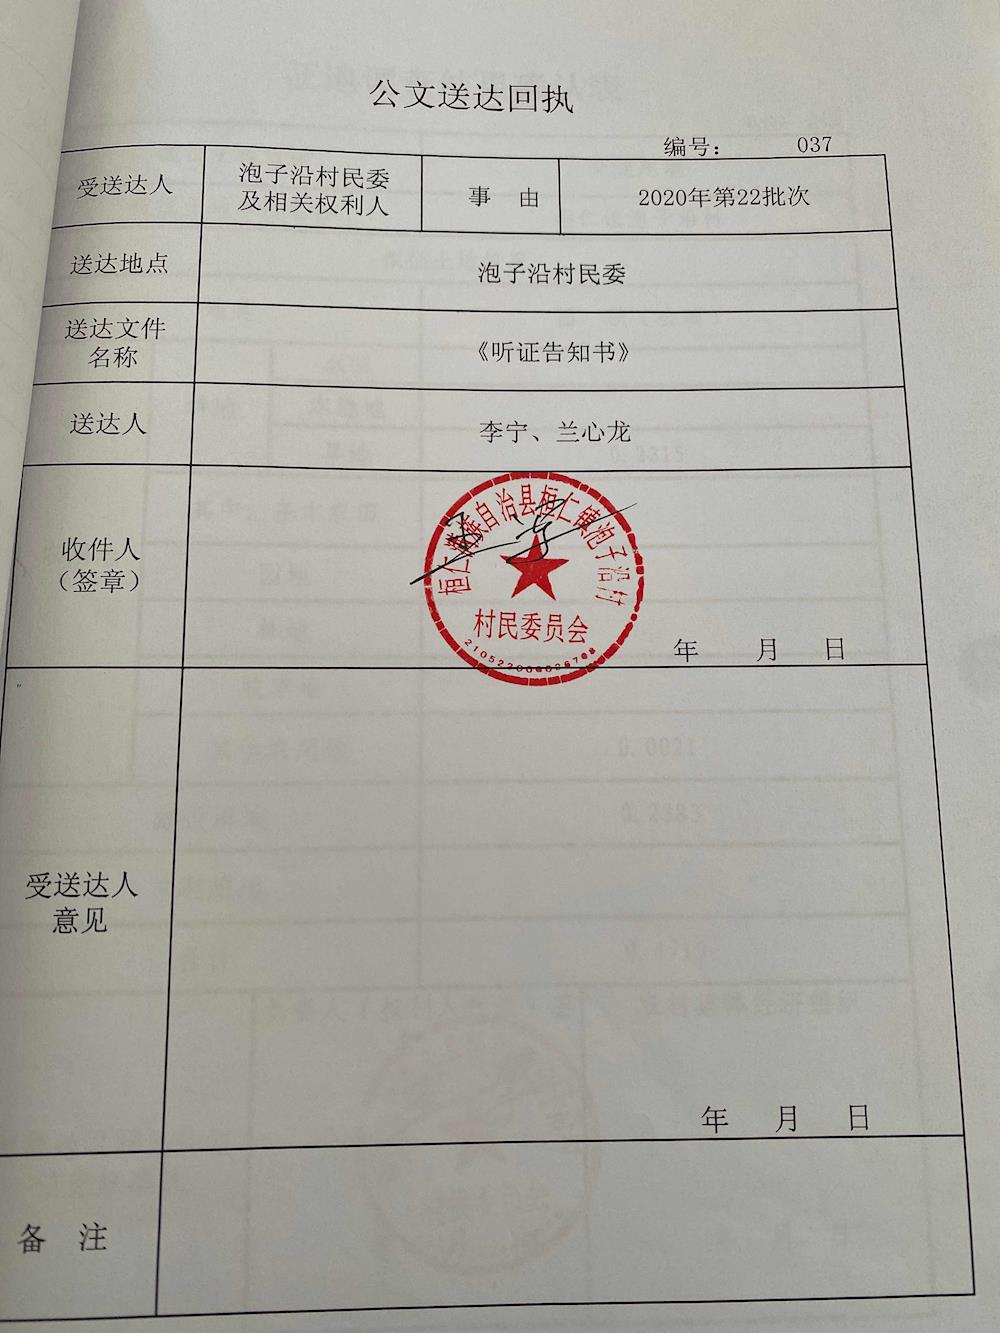 公文送达回执
编号： 037
受送达人
泡子沿村民委
及相关权利人
事 由
2020年第22批次
送达地点
泡子沿村民委
送达文件
名称
《听证告知书》
送达人
李宁、兰心龙
收件人
（签章）
桓仁满族自治县桓仁镇泡子沿村
村民委员会
年 月 日
受送达人
意见
年 月 日
备 注